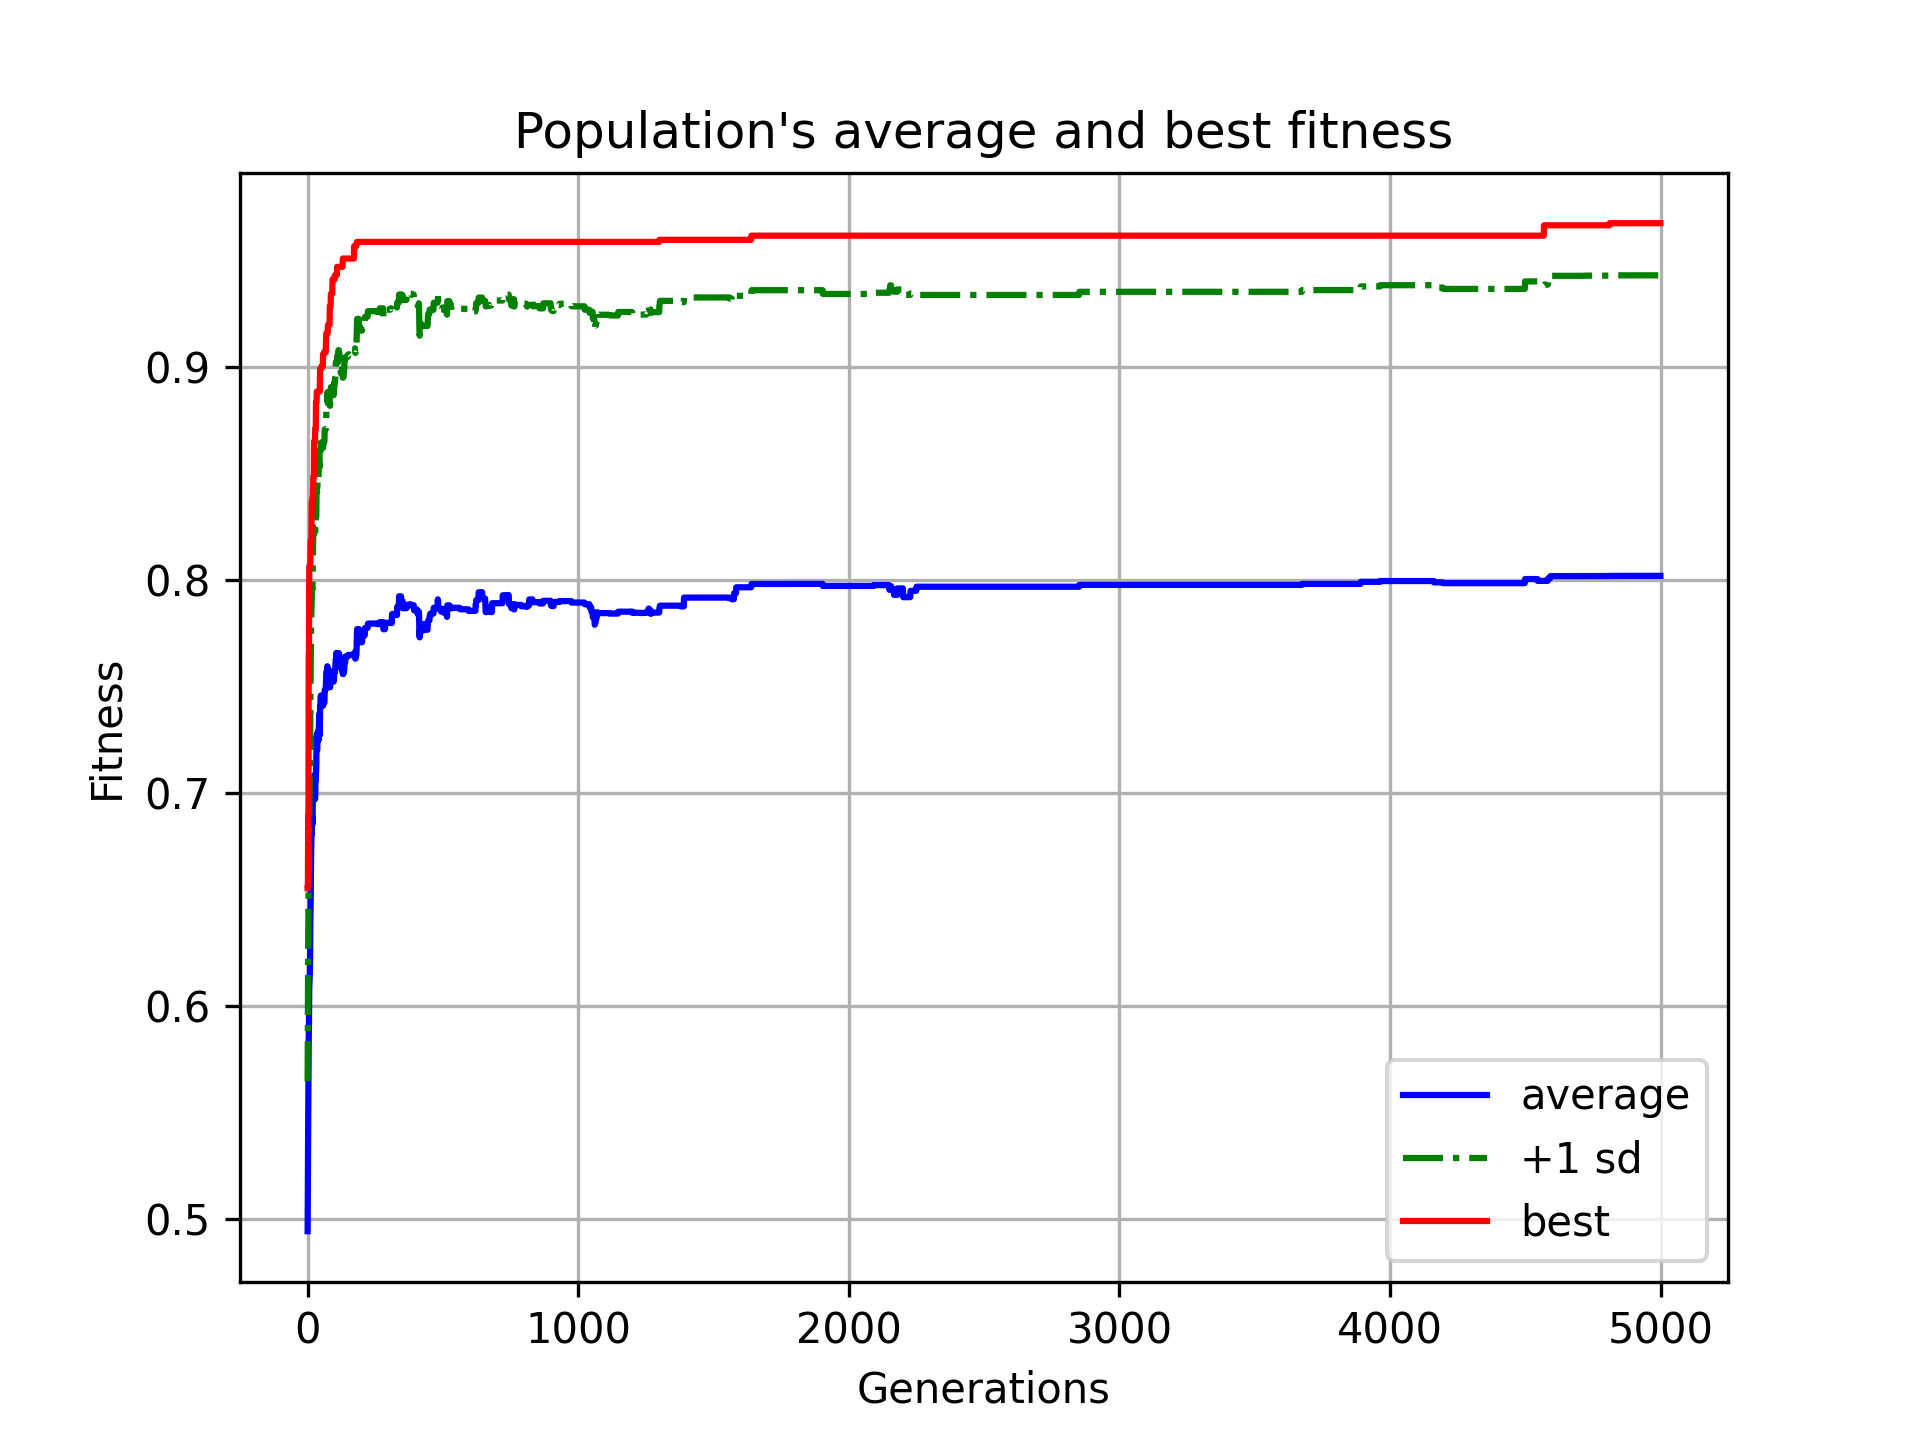 Population's average and best fitness
Fitness
0.9
0.8
0.7
0.6
0.5
average
+1 sd
best
0 1000 2000 3000 4000 5000
Generations